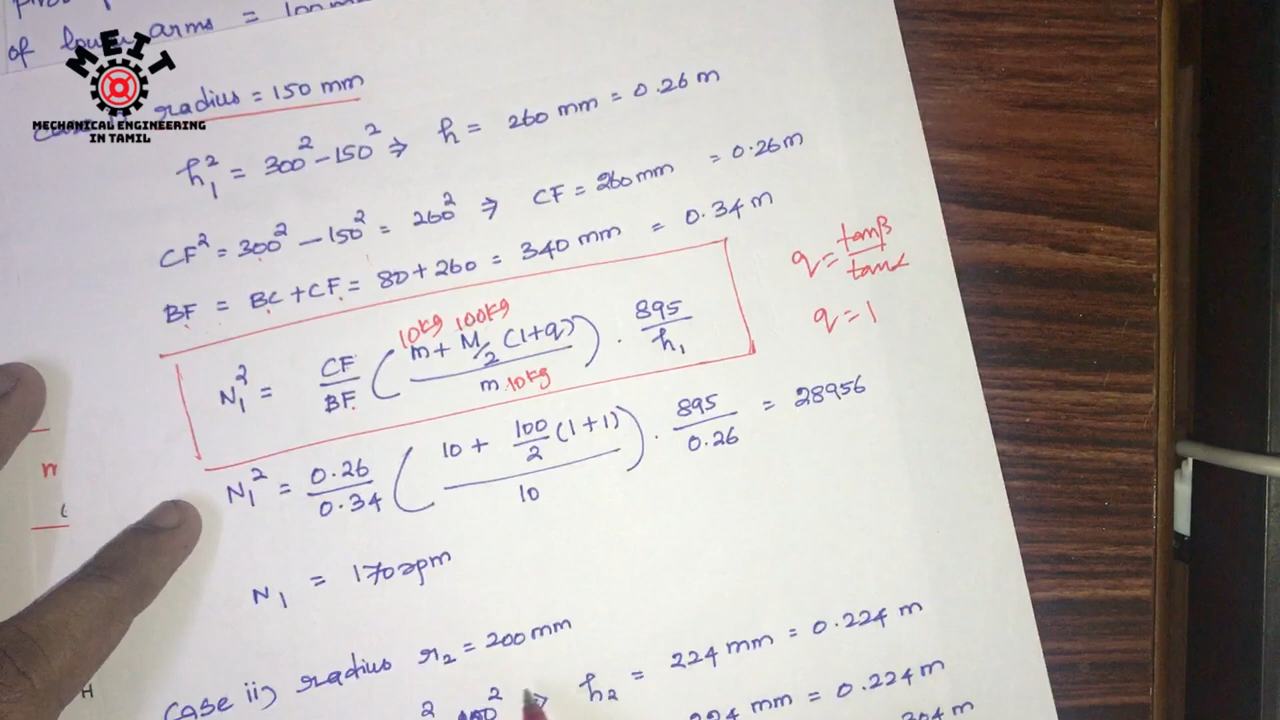 of lower arms = 100
MEIT
MECHANICAL ENGINEERING
IN TAMIL
radius = 150 mm
h₁² = 300² - 150² ⇒ h = 260 mm = 0.26 m
CF² = 300² - 150² = 260² ⇒ CF = 260 mm = 0.26 m
BF = BC + CF = 80 + 260 = 340 mm = 0.34 m
q = tanβ / tanα
q = 1
10kg 100kg
N₁² = CF/BF ( (m + M/2 (1+q)) / m ) . 895/h₁
10kg
N₁² = 0.26/0.34 ( (10 + 100/2 (1+1)) / 10 ) . 895/0.26 = 28956
N₁ = 170 rpm
Case ii) radius r₂ = 200 mm
⇒ h₂ = 224 mm = 0.224 m
224 mm = 0.224 m
m
H